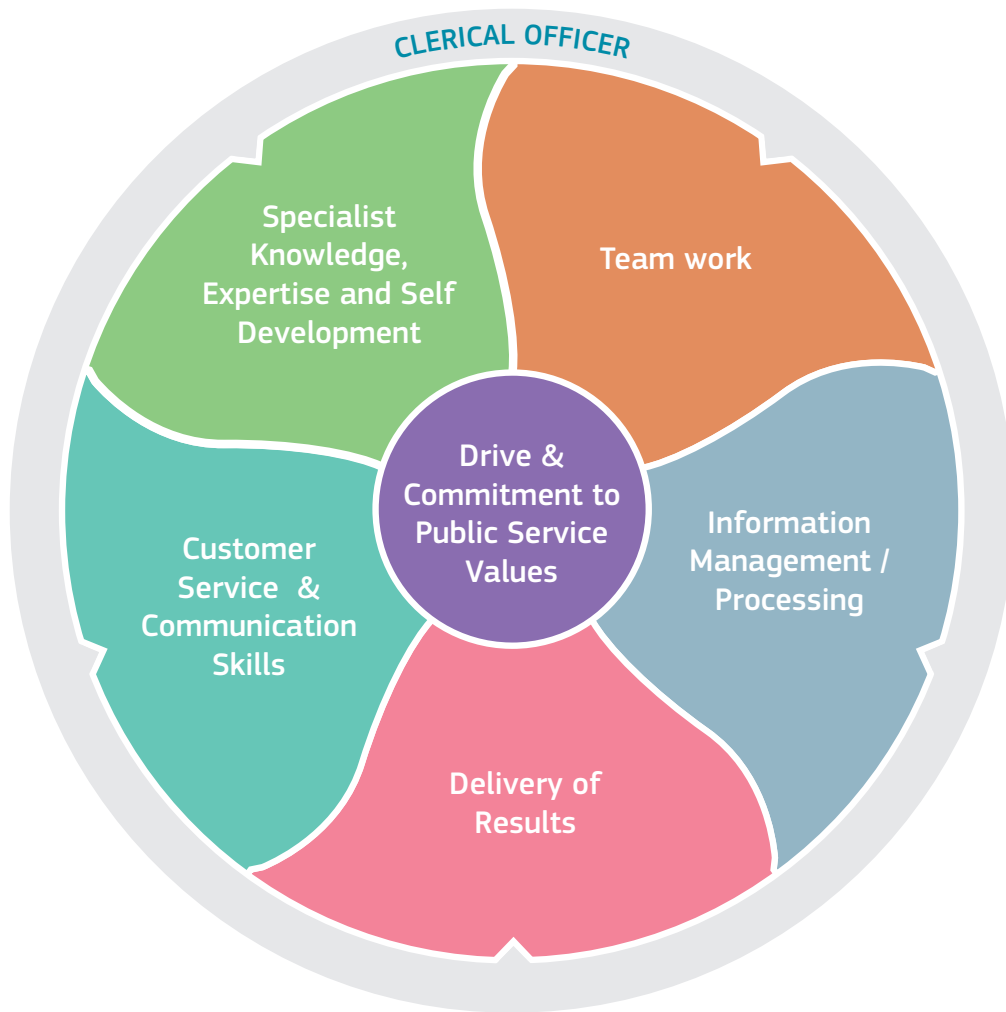 CLERICAL OFFICER
Specialist
Knowledge,
Expertise and Self
Development
Team work
Drive &
Commitment to
Public Service
Values
Information
Management /
Processing
Customer
Service &
Communication
Skills
Delivery of
Results